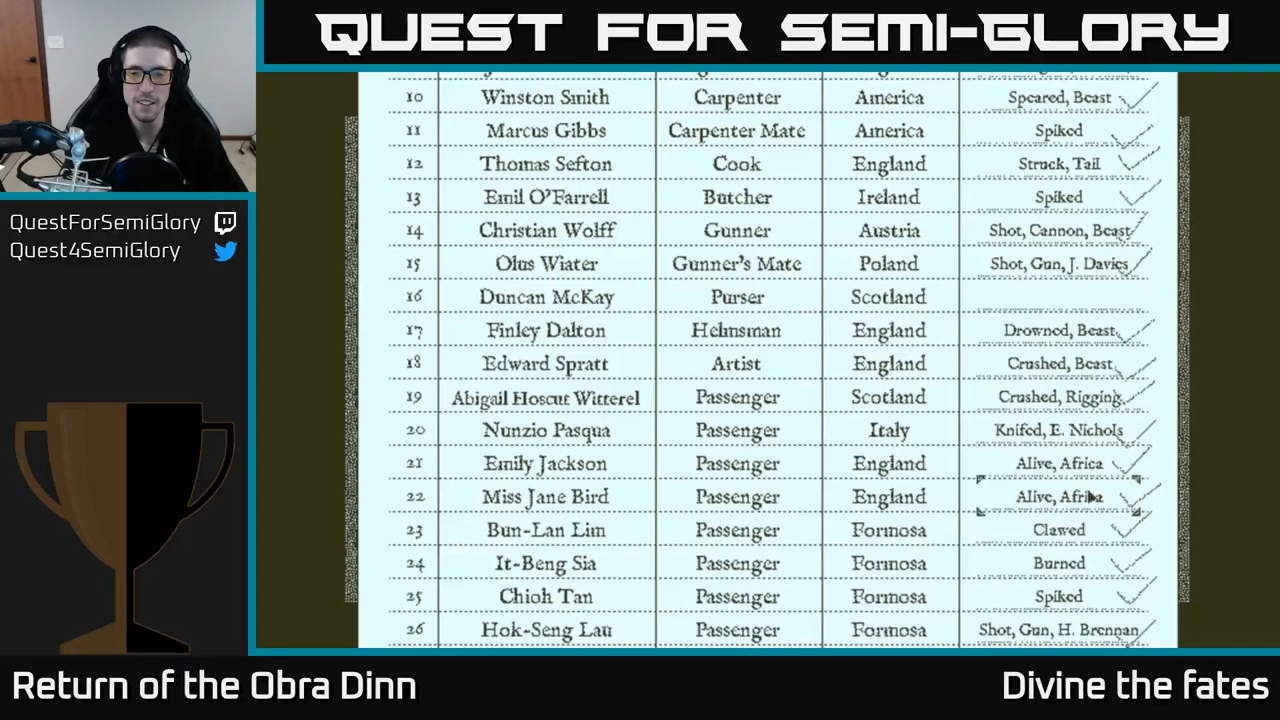 QUEST FOR SEMI-GLORY
QuestForSemiGlory
Quest4SemiGlory
10 Winston Smith Carpenter America Speared, Beast
11 Marcus Gibbs Carpenter Mate America Spiked
12 Thomas Sefton Cook England Struck, Tail
13 Emil O'Farrell Butcher Ireland Spiked
14 Christian Wolff Gunner Austria Shot, Cannon, Beast
15 Olus Wiater Gunner's Mate Poland Shot, Gun, J. Davies
16 Duncan McKay Purser Scotland
17 Finley Dalton Helmsman England Drowned, Beast
18 Edward Spratt Artist England Crushed, Beast
19 Abigail Hoscut Witterel Passenger Scotland Crushed, Rigging
20 Nunzio Pasqua Passenger Italy Knifed, E. Nichols
21 Emily Jackson Passenger England Alive, Africa
22 Miss Jane Bird Passenger England Alive, Africa
23 Bun-Lan Lim Passenger Formosa Clawed
24 It-Beng Sia Passenger Formosa Burned
25 Chioh Tan Passenger Formosa Spiked
26 Hok-Seng Lau Passenger Formosa Shot, Gun, H. Brennan
Return of the Obra Dinn
Divine the fates